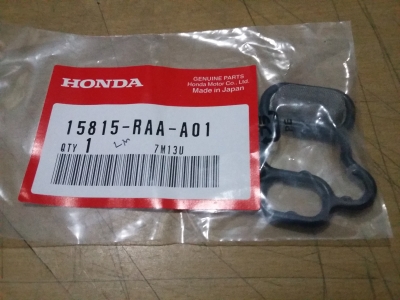 HONDA
GENUINE PARTS
Honda Motor Co., Ltd.
Made in Japan
15815-RAA-A01
QTY 1
7M13U